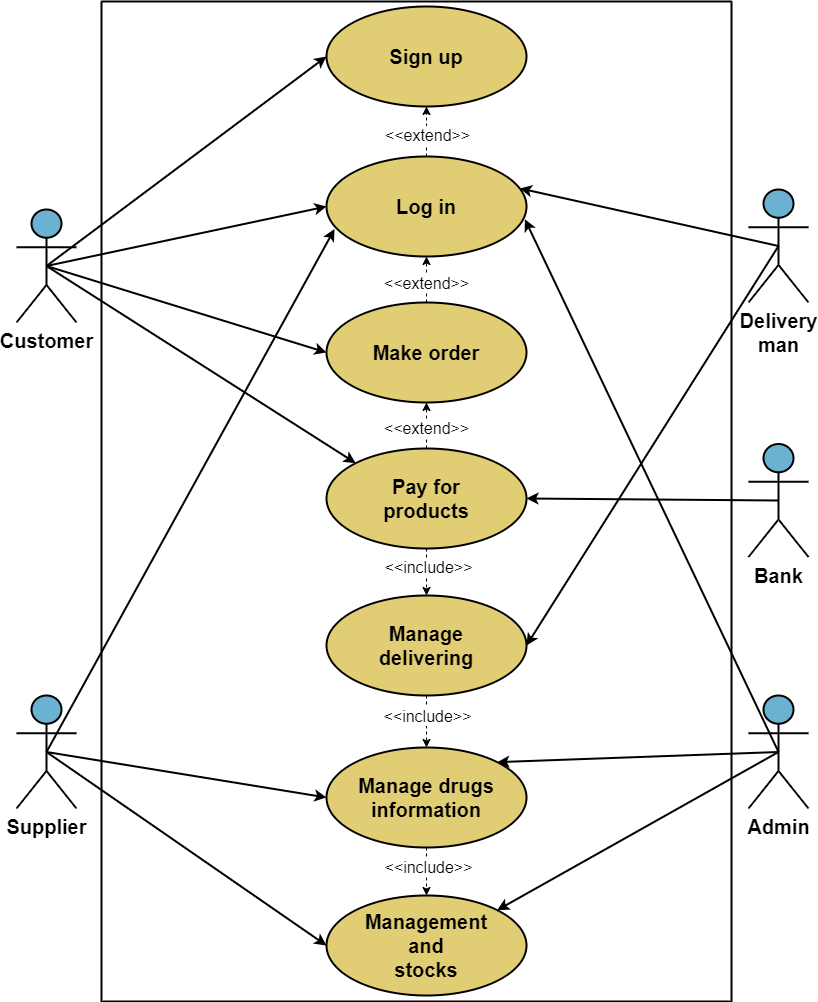 Sign up
<<extend>>
Log in
<<extend>>
Customer
Delivery
man
Make order
<<extend>>
Pay for
products
Bank
<<include>>
Manage
delivering
<<include>>
Manage drugs
information
Supplier
Admin
<<include>>
Management
and
stocks